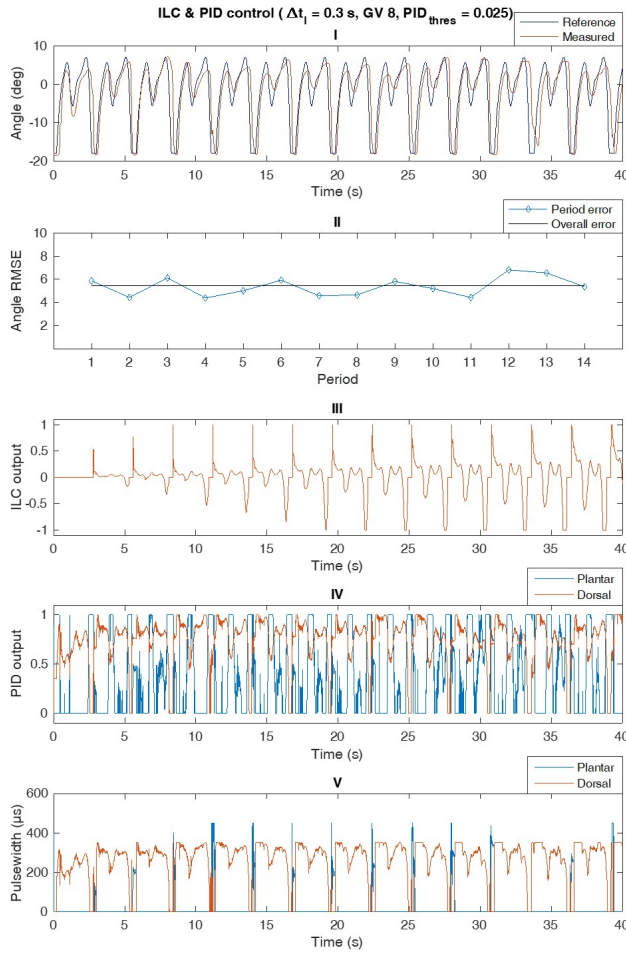 ILC & PID control ( Δt_l = 0.3 s, GV 8, PID_thres = 0.025)
I
Reference
Measured
10
0
-10
-20
Angle (deg)
0 5 10 15 20 25 30 35 40
Time (s)
II
Period error
Overall error
10
8
6
4
2
Angle RMSE
1 2 3 4 5 6 7 8 9 10 11 12 13 14
Period
III
1
0.5
0
-0.5
-1
ILC output
0 5 10 15 20 25 30 35 40
Time (s)
IV
Plantar
Dorsal
1
0.5
0
PID output
0 5 10 15 20 25 30 35 40
Time (s)
V
Plantar
Dorsal
600
400
200
0
Pulsewidth (μs)
0 5 10 15 20 25 30 35 40
Time (s)